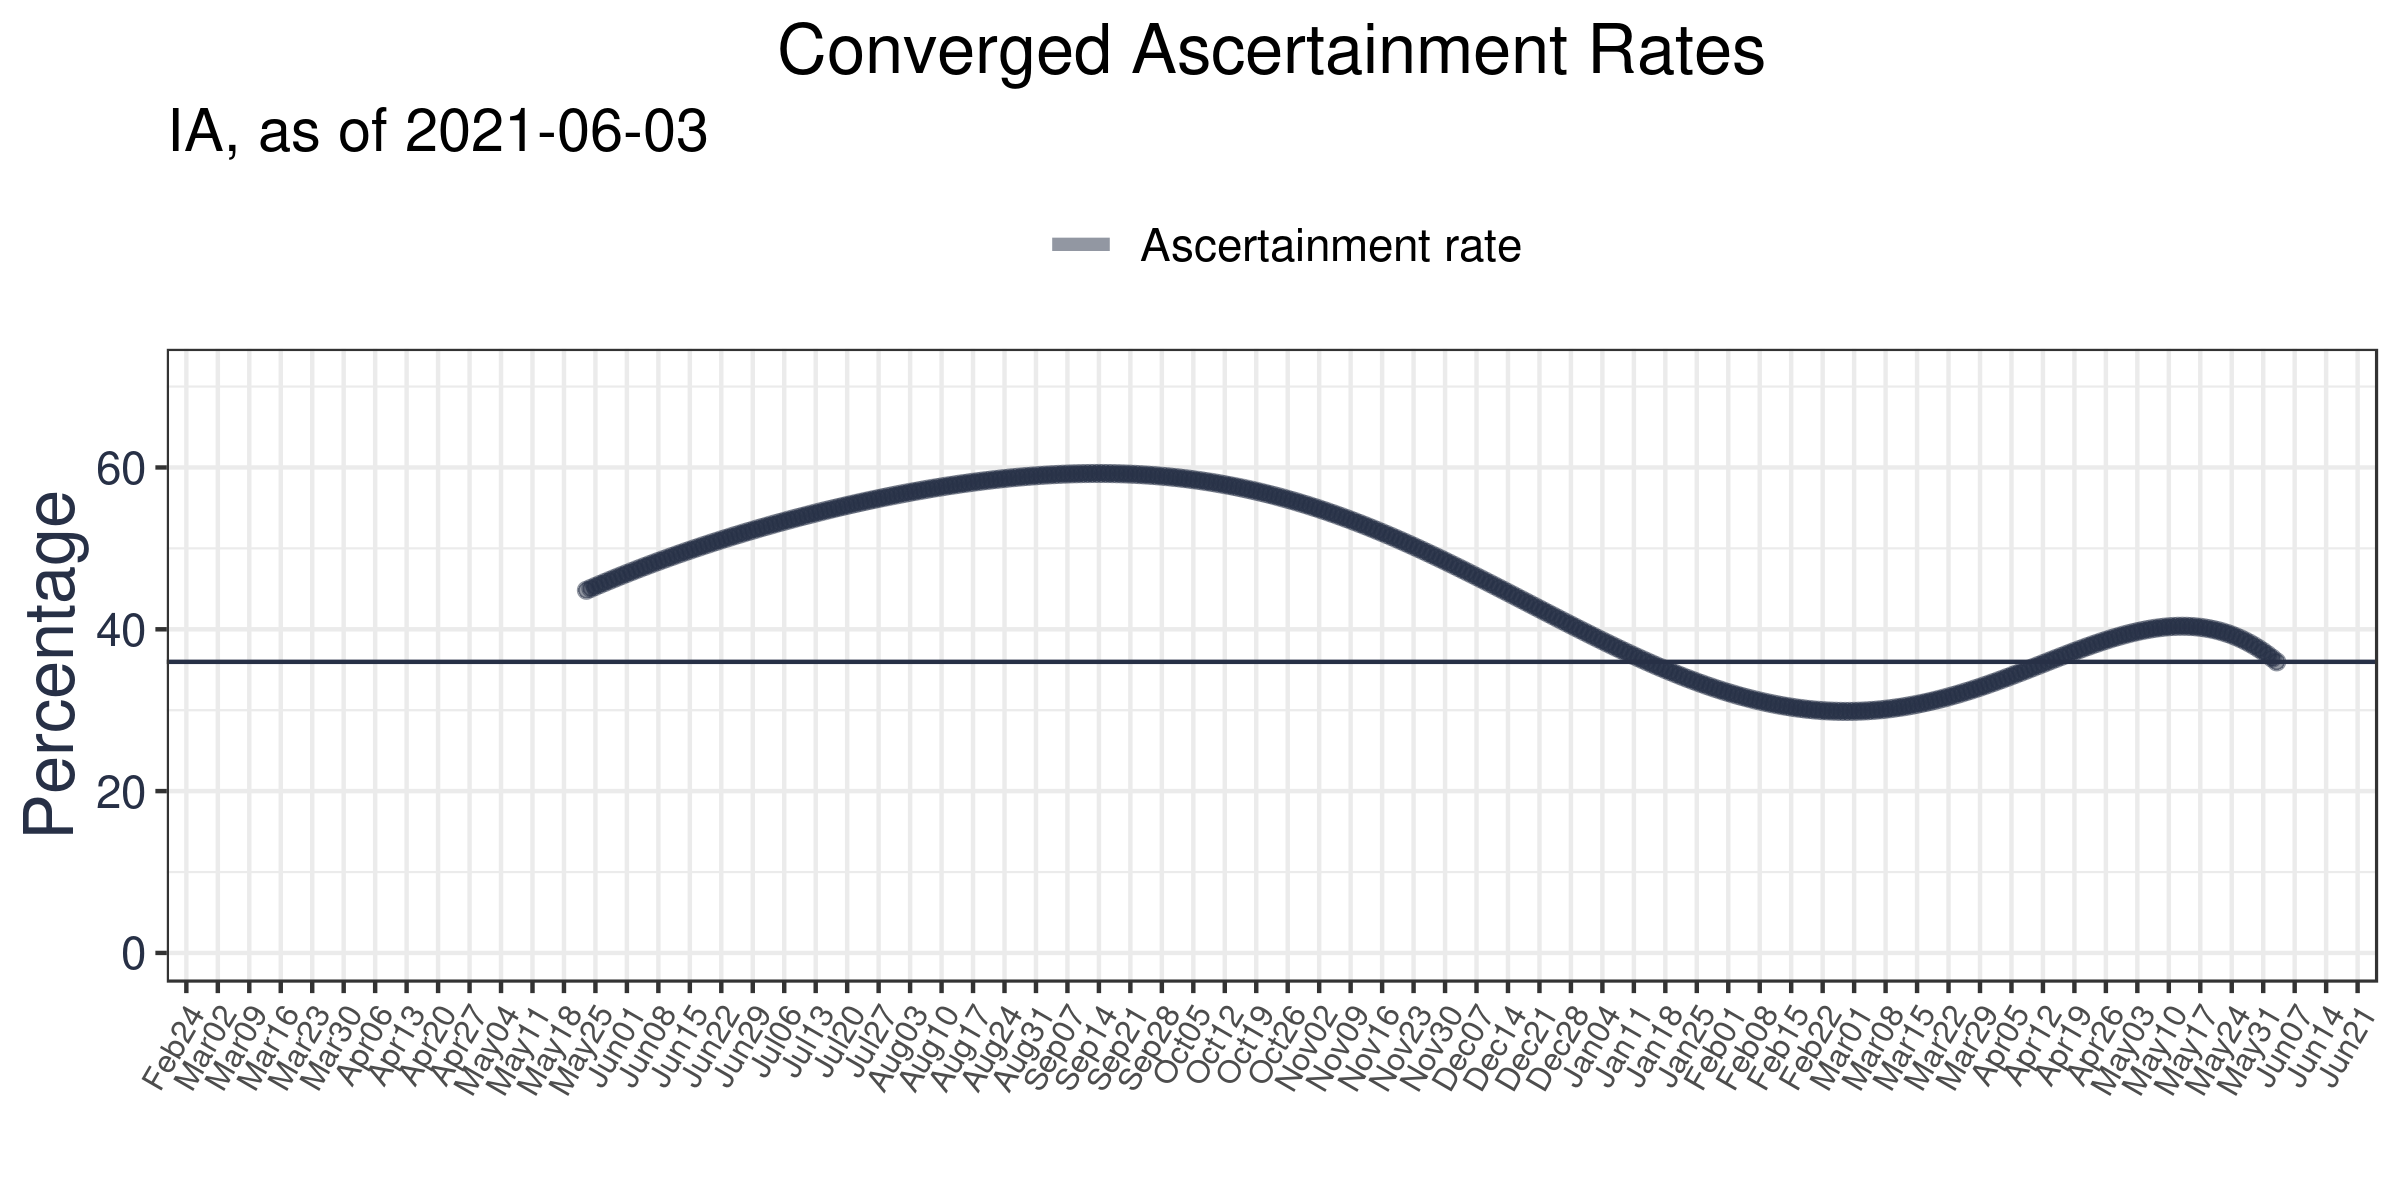 Converged Ascertainment Rates
IA, as of 2021-06-03
Ascertainment rate
Percentage
60
40
20
0
Feb24 Mar02 Mar09 Mar16 Mar23 Mar30 Apr06 Apr13 Apr20 Apr27 May04 May11 May18 May25 Jun01 Jun08 Jun15 Jun22 Jun29 Jul06 Jul13 Jul20 Jul27 Aug03 Aug10 Aug17 Aug24 Aug31 Sep07 Sep14 Sep21 Sep28 Oct05 Oct12 Oct19 Oct26 Nov02 Nov09 Nov16 Nov23 Nov30 Dec07 Dec14 Dec21 Dec28 Jan04 Jan11 Jan18 Jan25 Feb01 Feb08 Feb15 Feb22 Mar01 Mar08 Mar15 Mar22 Mar29 Apr05 Apr12 Apr19 Apr26 May03 May10 May17 May24 May31 Jun07 Jun14 Jun21